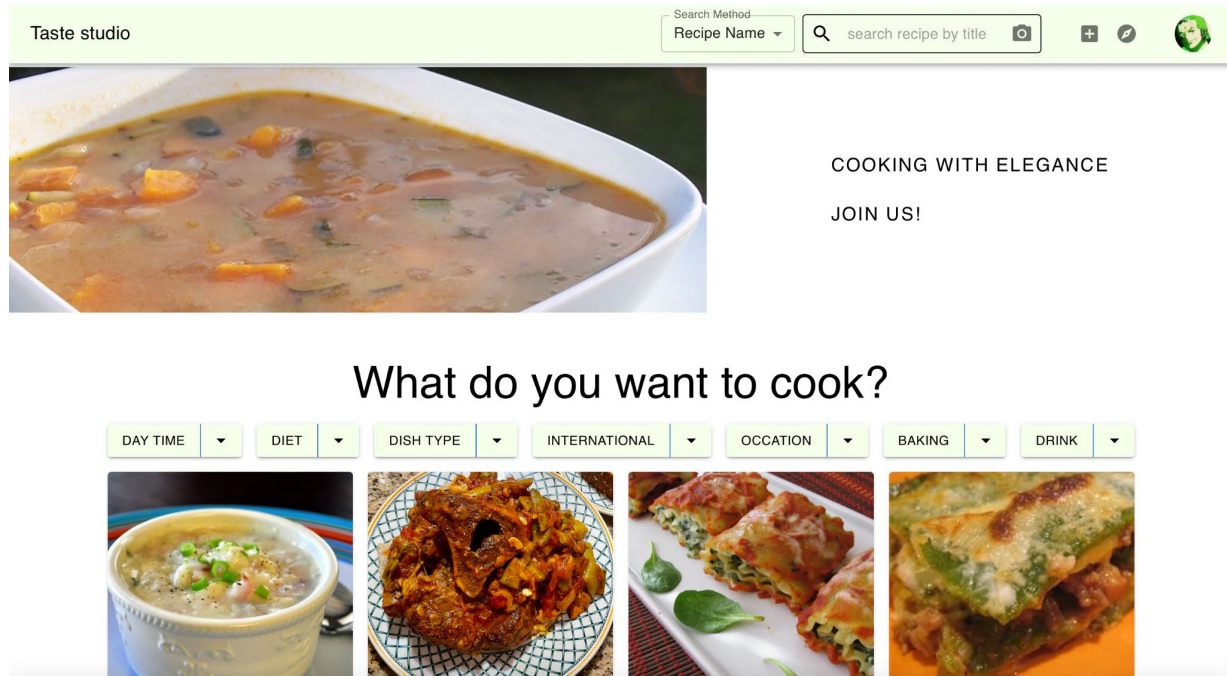 Taste studio
Search Method
Recipe Name
search recipe by title
COOKING WITH ELEGANCE
JOIN US!
What do you want to cook?
DAY TIME
DIET
DISH TYPE
INTERNATIONAL
OCCATION
BAKING
DRINK